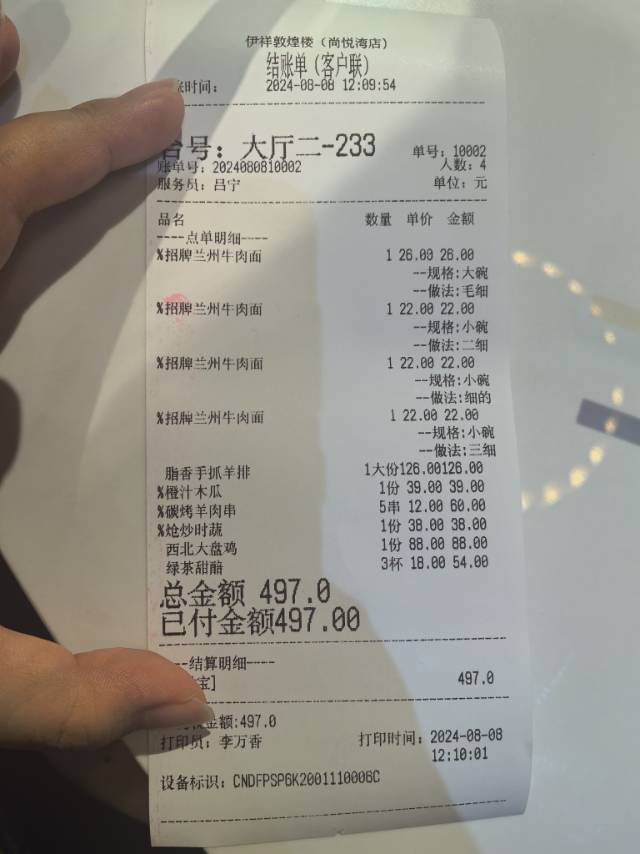 伊祥敦煌楼（尚悦湾店）
结账单（客户联）
账时间： 2024-08-08 12:09:54
台号：大厅二-233 单号：10002
账单号：2024080810002 人数：4
服务员：吕宁 单位：元
品名 数量 单价 金额
----点单明细----
%招牌兰州牛肉面 1 26.00 26.00
--规格:大碗
--做法:毛细
%招牌兰州牛肉面 1 22.00 22.00
--规格:小碗
--做法:二细
%招牌兰州牛肉面 1 22.00 22.00
--规格:小碗
--做法:细的
%招牌兰州牛肉面 1 22.00 22.00
--规格:小碗
--做法:三细
脂香手抓羊排 1大份126.00126.00
%橙汁木瓜 1份 39.00 39.00
%碳烤羊肉串 5串 12.00 60.00
%炝炒时蔬 1份 38.00 38.00
西北大盘鸡 1份 88.00 88.00
绿茶甜醅 3杯 18.00 54.00
总金额 497.0
已付金额497.00
--结算明细----
宝] 497.0
金额:497.0
打印员：李万香 打印时间：2024-08-08
12:10:01
设备标识：CNDFPSP6K2001110006C